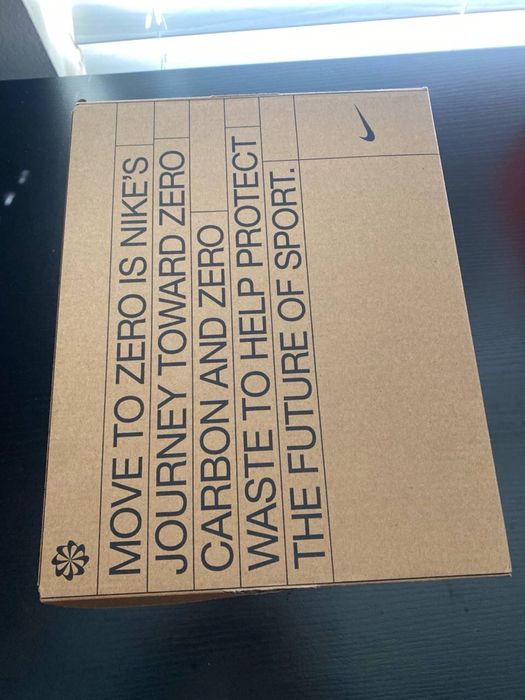 MOVE TO ZERO IS NIKE'S
JOURNEY TOWARD ZERO
CARBON AND ZERO
WASTE TO HELP PROTECT
THE FUTURE OF SPORT.